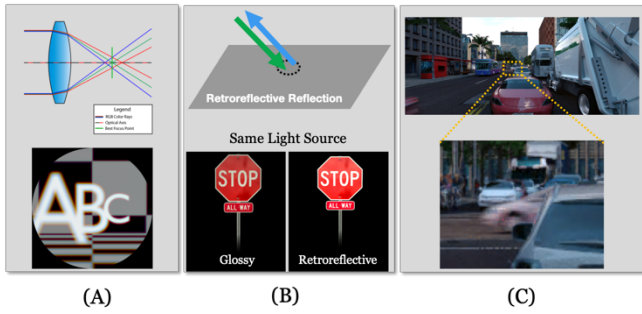 Legend
RGB Color Rays
Optical Axis
Best Focus Point
ABC
(A)
Retroreflective Reflection
Same Light Source
STOP
ALL WAY
Glossy
STOP
ALL WAY
Retroreflective
(B)
(C)